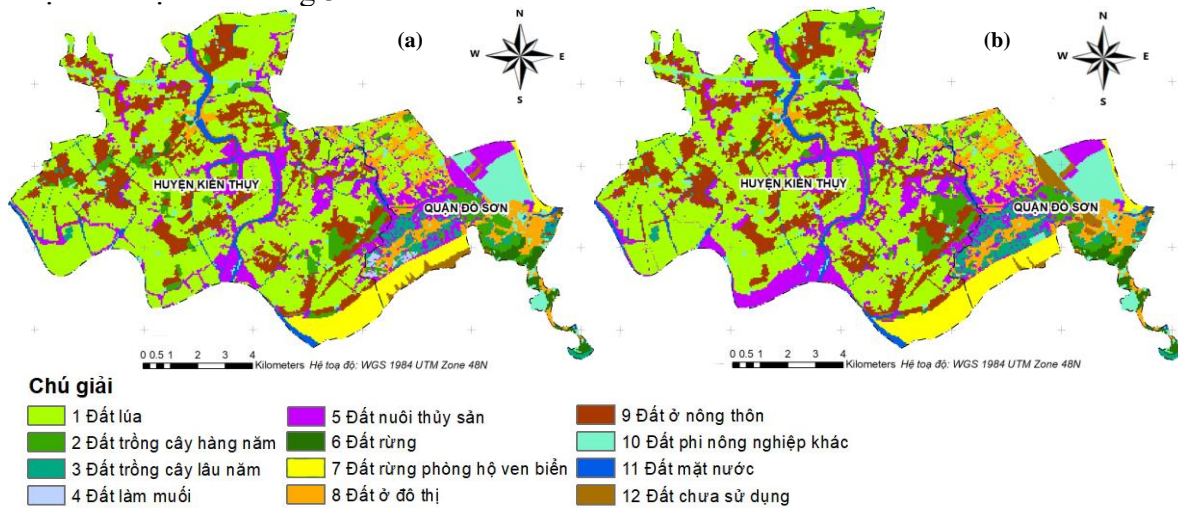 (a)
N
W
E
S
HUYỆN KIẾN THỤY
QUẬN ĐỒ SƠN
0 0.5 1 2 3 4
Kilometers Hệ toạ độ: WGS 1984 UTM Zone 48N
(b)
N
W
E
S
HUYỆN KIẾN THỤY
QUẬN ĐỒ SƠN
0 0.5 1 2 3 4
Kilometers Hệ toạ độ: WGS 1984 UTM Zone 48N
Chú giải
1 Đất lúa
2 Đất trồng cây hàng năm
3 Đất trồng cây lâu năm
4 Đất làm muối
5 Đất nuôi thủy sản
6 Đất rừng
7 Đất rừng phòng hộ ven biển
8 Đất ở đô thị
9 Đất ở nông thôn
10 Đất phi nông nghiệp khác
11 Đất mặt nước
12 Đất chưa sử dụng